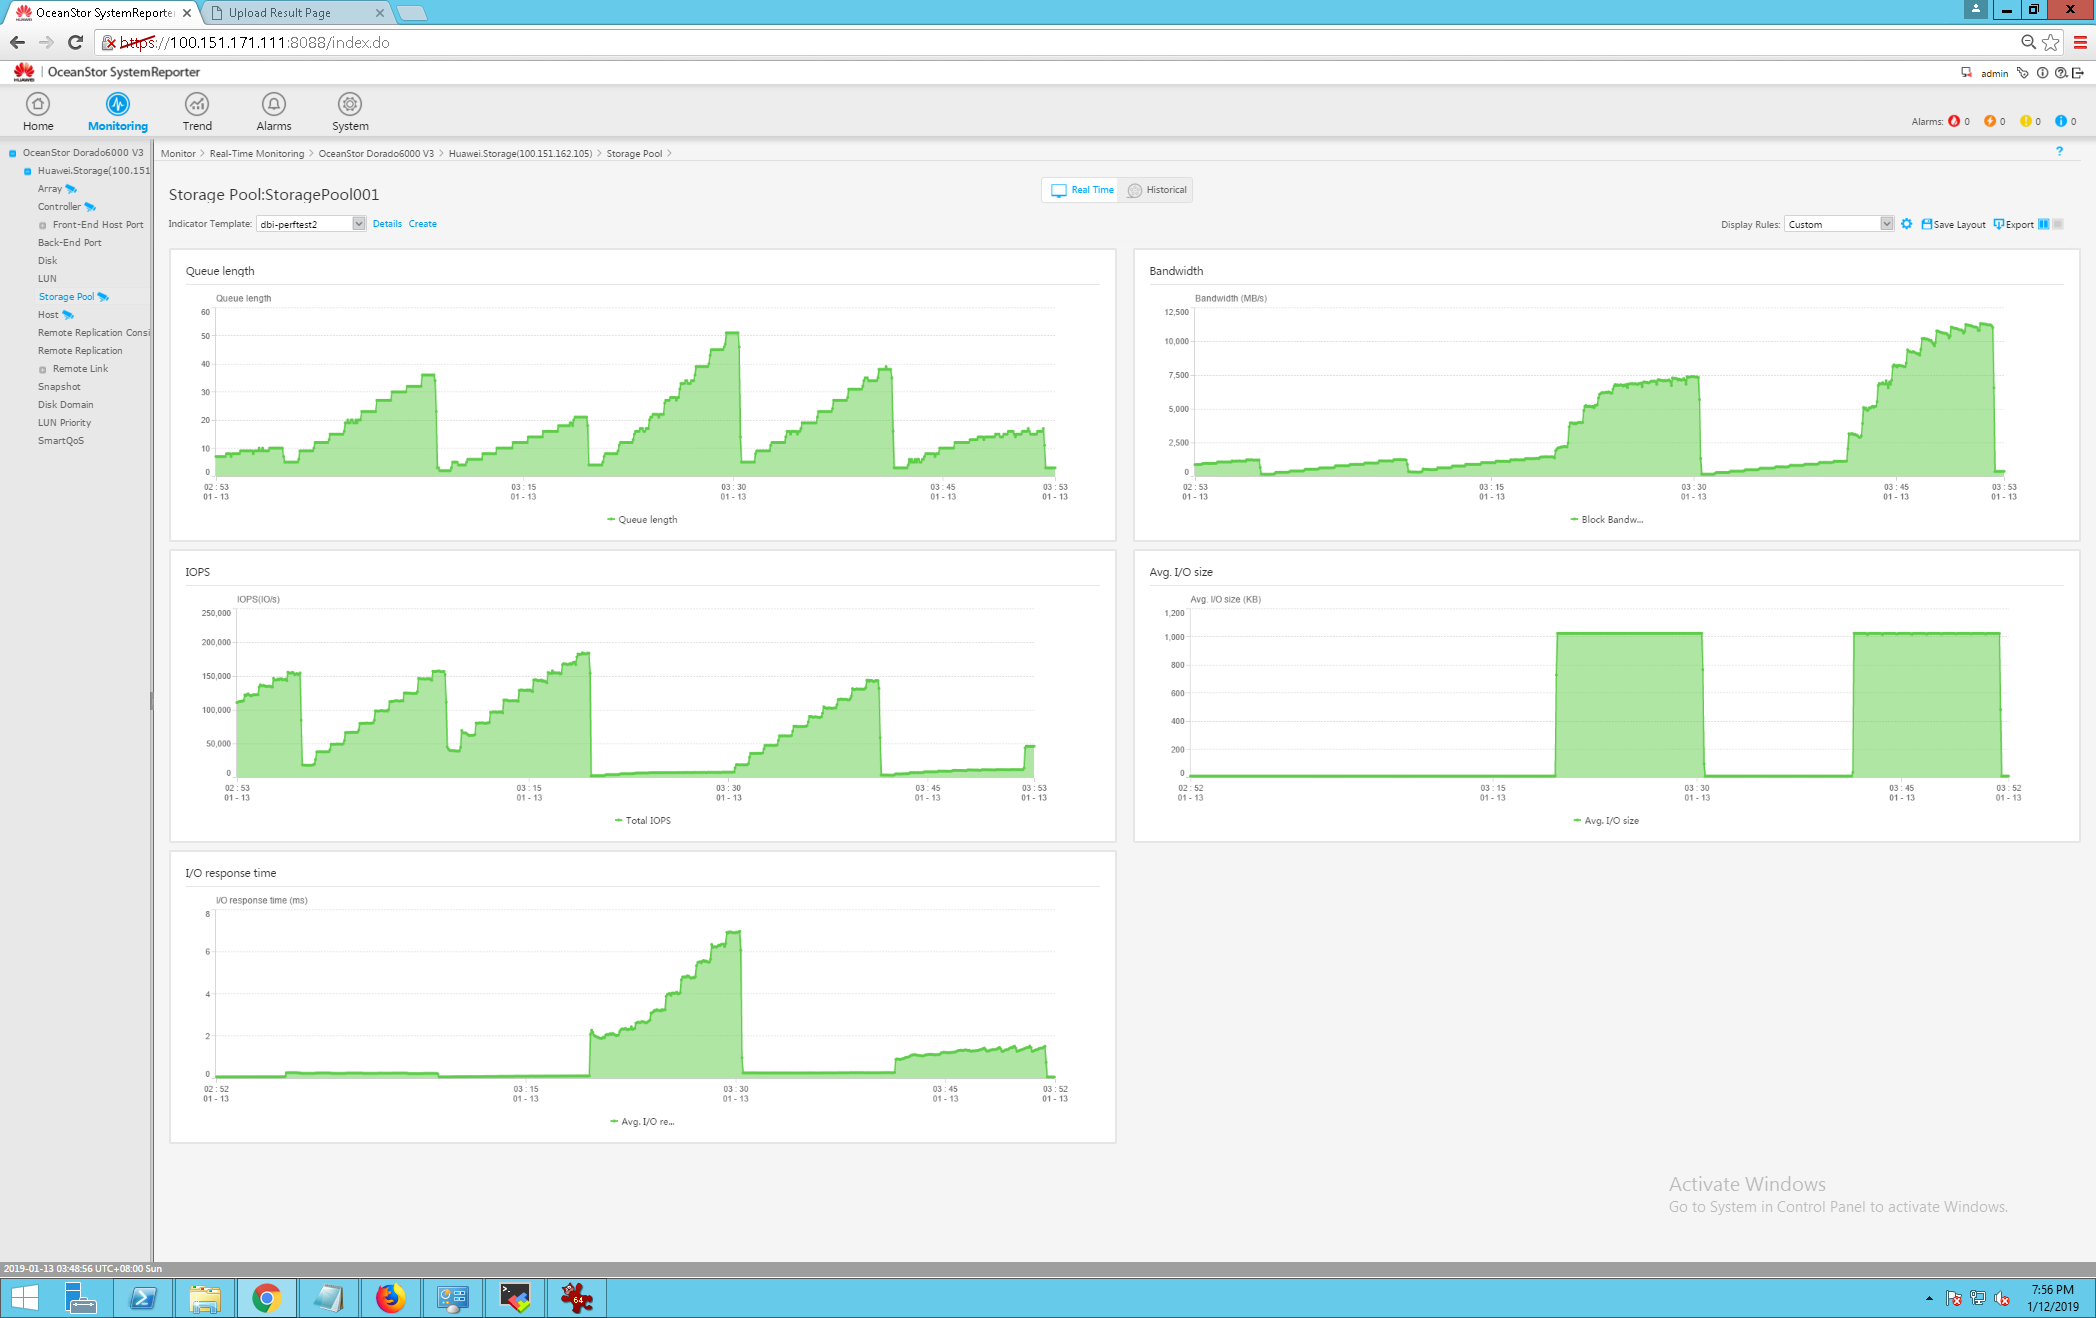 OceanStor SystemReporte
Upload Result Page
https://100.151.171.111:8088/index.do
HUAWEI
OceanStor SystemReporter
admin
Home
Monitoring
Trend
Alarms
System
Alarms: 0 0 0 0
OceanStor Dorado6000 V3
Huawei.Storage(100.151
Array
Controller
Front-End Host Port
Back-End Port
Disk
LUN
Storage Pool
Host
Remote Replication Consi
Remote Replication
Remote Link
Snapshot
Disk Domain
LUN Priority
SmartQoS
Monitor > Real-Time Monitoring > OceanStor Dorado6000 V3 > Huawei.Storage(100.151.162.105) > Storage Pool >
?
Storage Pool:StoragePool001
Real Time
Historical
Indicator Template: dbi-perftest2 Details Create
Display Rules: Custom Save Layout Export
Queue length
Queue length
60
50
40
30
20
10
0
02 : 53 03 : 15 03 : 30 03 : 45 03 : 53
01 - 13 01 - 13 01 - 13 01 - 13 01 - 13
Queue length
Bandwidth
Bandwidth (MB/s)
12,500
10,000
7,500
5,000
2,500
0
02 : 53 03 : 15 03 : 30 03 : 45 03 : 53
01 - 13 01 - 13 01 - 13 01 - 13 01 - 13
Block Bandw...
IOPS
IOPS(IO/s)
250,000
200,000
150,000
100,000
50,000
0
02 : 53 03 : 15 03 : 30 03 : 45 03 : 53
01 - 13 01 - 13 01 - 13 01 - 13 01 - 13
Total IOPS
Avg. I/O size
Avg. I/O size (KB)
1,200
1,000
800
600
400
200
0
02 : 52 03 : 15 03 : 30 03 : 45 03 : 52
01 - 13 01 - 13 01 - 13 01 - 13 01 - 13
Avg. I/O size
I/O response time
I/O response time (ms)
8
6
4
2
0
02 : 52 03 : 15 03 : 30 03 : 45 03 : 52
01 - 13 01 - 13 01 - 13 01 - 13 01 - 13
Avg. I/O re...
Activate Windows
Go to System in Control Panel to activate Windows.
2019-01-13 03:48:56 UTC+08:00 Sun
64
7:56 PM
1/12/2019